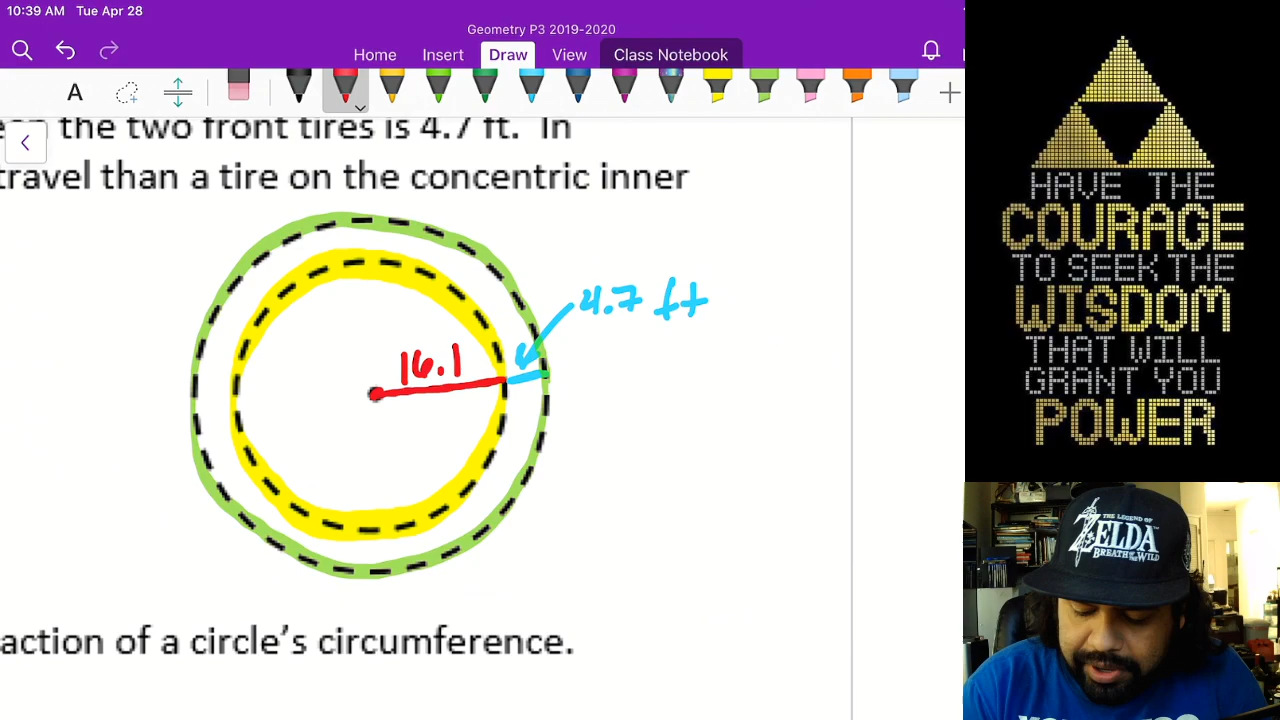 10:39 AM Tue Apr 28
Geometry P3 2019-2020
Home Insert Draw View Class Notebook
A
the two front tires is 4.7 ft. In
travel than a tire on the concentric inner
4.7 ft
16.1
action of a circle's circumference.
HAVE THE
COURAGE
TO SEEK THE
WISDOM
THAT WILL
GRANT YOU
POWER
THE LEGEND OF
ZELDA
BREATH OF THE WILD